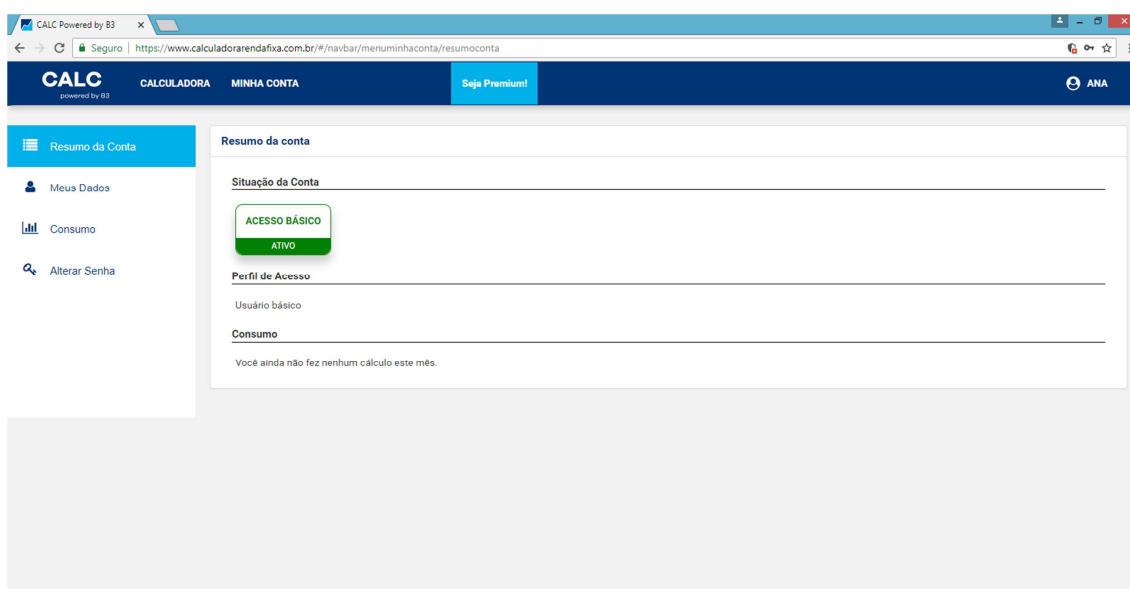 CALC Powered by B3
Seguro | https://www.calculadorarendafixa.com.br/#/navbar/menuminhaconta/resumoconta
CALC
powered by B3
CALCULADORA
MINHA CONTA
Seja Premium!
ANA
Resumo da Conta
Meus Dados
Consumo
Alterar Senha
Resumo da conta
Situação da Conta
ACESSO BÁSICO
ATIVO
Perfil de Acesso
Usuário básico
Consumo
Você ainda não fez nenhum cálculo este mês.